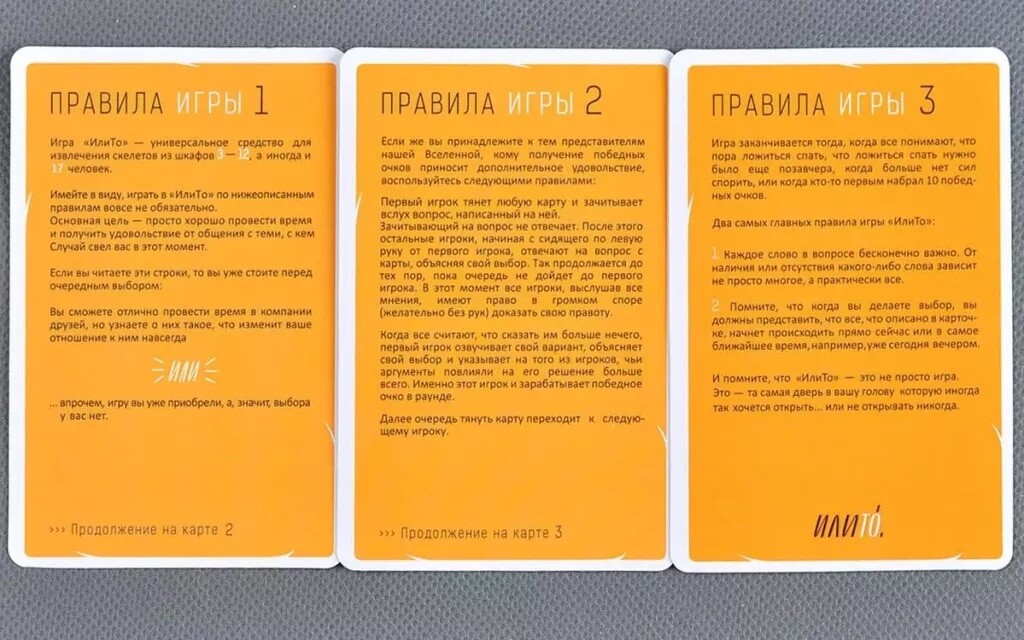 ПРАВИЛА ИГРЫ 1
Игра «ИлиТо» — универсальное средство для
извлечения скелетов из шкафов 3 — 12, а иногда и
17 человек.
Имейте в виду, играть в «ИлиТо» по нижеописанным
правилам вовсе не обязательно.
Основная цель — просто хорошо провести время
и получить удовольствие от общения с теми, с кем
Случай свел вас в этот момент.
Если вы читаете эти строки, то вы уже стоите перед
очередным выбором:
Вы сможете отлично провести время в компании
друзей, но узнаете о них такое, что изменит ваше
отношение к ним навсегда
ИЛИ
... впрочем, игру вы уже приобрели, а, значит, выбора
у вас нет.
>>> Продолжение на карте 2
ПРАВИЛА ИГРЫ 2
Если же вы принадлежите к тем представителям
нашей Вселенной, кому получение победных
очков приносит дополнительное удовольствие,
воспользуйтесь следующими правилами:
Первый игрок тянет любую карту и зачитывает
вслух вопрос, написанный на ней.
Зачитывающий на вопрос не отвечает. После этого
остальные игроки, начиная с сидящего по левую
руку от первого игрока, отвечают на вопрос с
карты, объясняя свой выбор. Так продолжается до
тех пор, пока очередь не дойдет до первого
игрока. В этот момент все игроки, выслушав все
мнения, имеют право в громком споре
(желательно без рук) доказать свою правоту.
Когда все считают, что сказать им больше нечего,
первый игрок озвучивает свой вариант, объясняет
свой выбор и указывает на того из игроков, чьи
аргументы повлияли на его решение больше
всего. Именно этот игрок и зарабатывает победное
очко в раунде.
Далее очередь тянуть карту переходит к следую-
щему игроку.
>>> Продолжение на карте 3
ПРАВИЛА ИГРЫ 3
Игра заканчивается тогда, когда все понимают, что
пора ложиться спать, что ложиться спать нужно
было еще позавчера, когда больше нет сил
спорить, или когда кто-то первым набрал 10 побед-
ных очков.
Два самых главных правила игры «ИлиТо»:
1 Каждое слово в вопросе бесконечно важно. От
наличия или отсутствия какого-либо слова зависит
не просто многое, а практически все.
2 Помните, что когда вы делаете выбор, вы
должны представить, что все, что описано в карточ-
ке, начнет происходить прямо сейчас или в самое
ближайшее время, например, уже сегодня вечером.
И помните, что «ИлиТо» — это не просто игра.
Это — та самая дверь в вашу голову которую иногда
так хочется открыть... или не открывать никогда.
ИЛИТÓ.